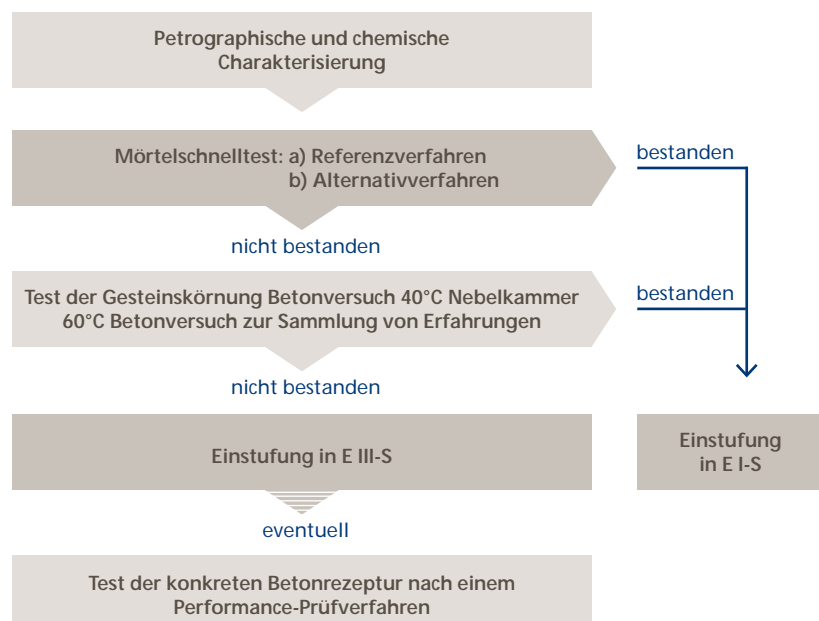 Petrographische und chemische
Charakterisierung
Mörtelschnelltest: a) Referenzverfahren
b) Alternativverfahren
bestanden
nicht bestanden
Test der Gesteinskörnung Betonversuch 40°C Nebelkammer
60°C Betonversuch zur Sammlung von Erfahrungen
bestanden
nicht bestanden
Einstufung in E III-S
Einstufung
in E I-S
eventuell
Test der konkreten Betonrezeptur nach einem
Performance-Prüfverfahren